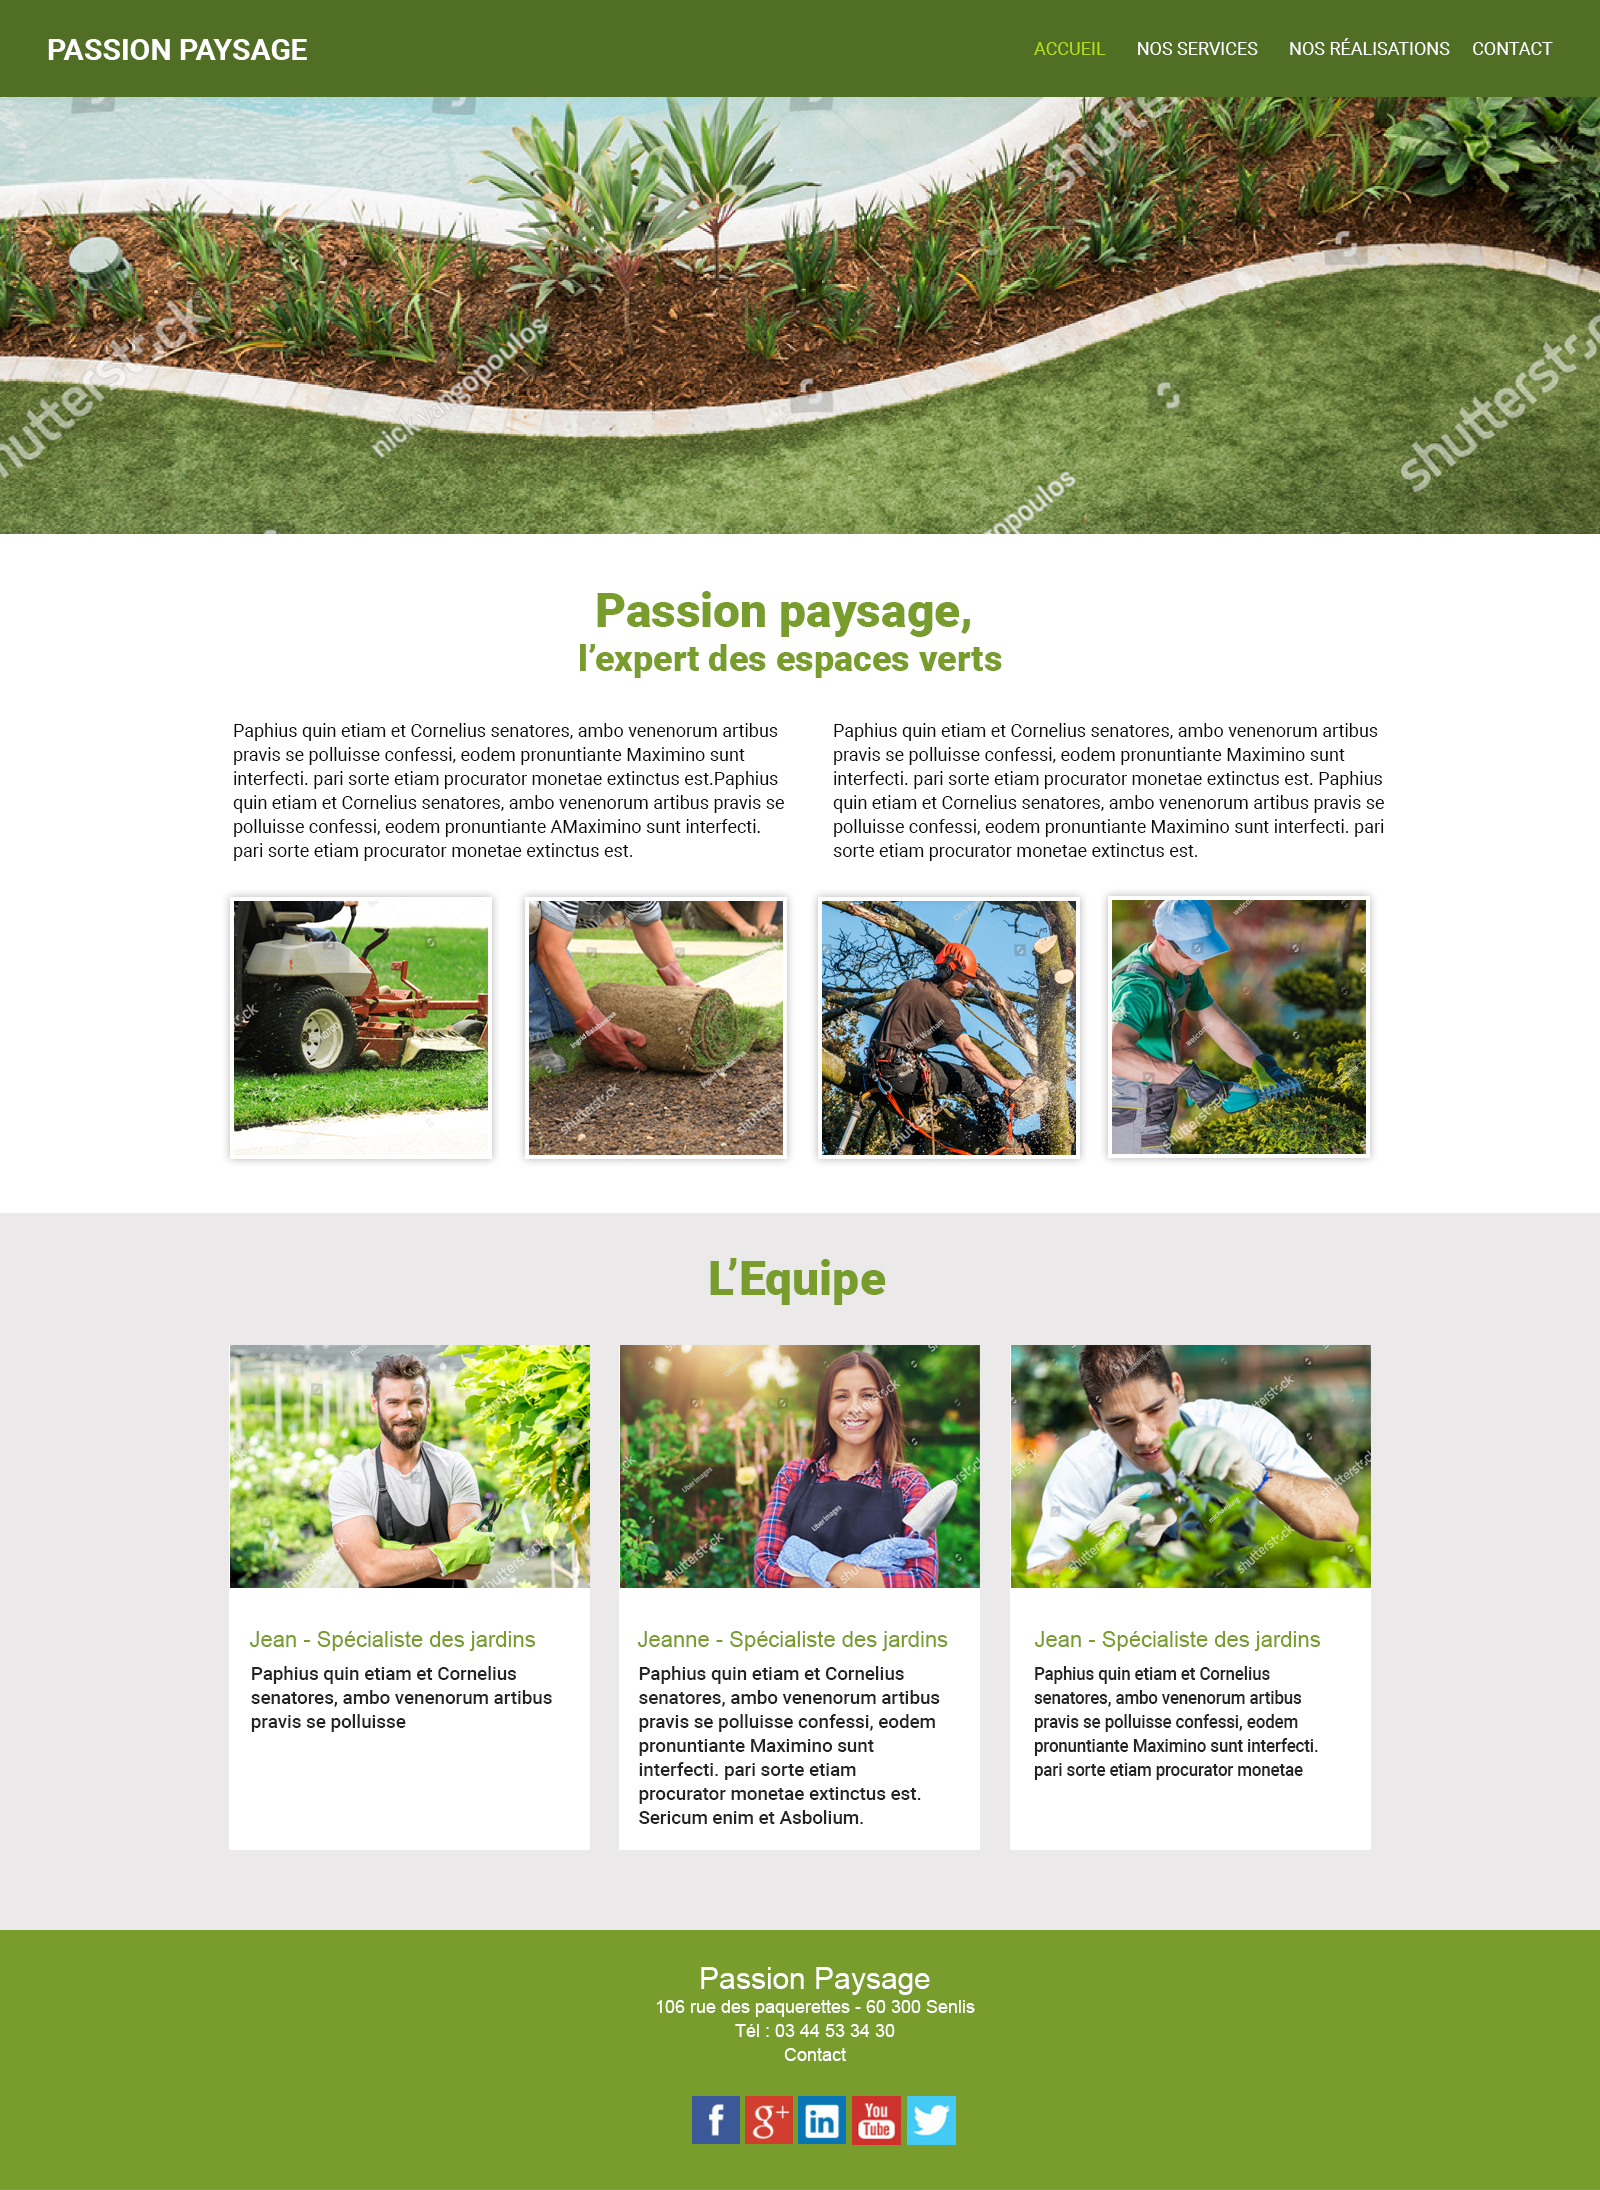 PASSION PAYSAGE
ACCUEIL NOS SERVICES NOS RÉALISATIONS CONTACT
shutterstock
nickvangopoulos
shutterstock
Passion paysage,
l’expert des espaces verts
Paphius quin etiam et Cornelius senatores, ambo venenorum artibus
pravis se polluisse confessi, eodem pronuntiante Maximino sunt
interfecti. pari sorte etiam procurator monetae extinctus est.Paphius
quin etiam et Cornelius senatores, ambo venenorum artibus pravis se
polluisse confessi, eodem pronuntiante AMaximino sunt interfecti.
pari sorte etiam procurator monetae extinctus est.
Paphius quin etiam et Cornelius senatores, ambo venenorum artibus
pravis se polluisse confessi, eodem pronuntiante Maximino sunt
interfecti. pari sorte etiam procurator monetae extinctus est. Paphius
quin etiam et Cornelius senatores, ambo venenorum artibus pravis se
polluisse confessi, eodem pronuntiante Maximino sunt interfecti. pari
sorte etiam procurator monetae extinctus est.
L’Equipe
Jean - Spécialiste des jardins
Paphius quin etiam et Cornelius
senatores, ambo venenorum artibus
pravis se polluisse
Jeanne - Spécialiste des jardins
Paphius quin etiam et Cornelius
senatores, ambo venenorum artibus
pravis se polluisse confessi, eodem
pronuntiante Maximino sunt
interfecti. pari sorte etiam
procurator monetae extinctus est.
Sericum enim et Asbolium.
Jean - Spécialiste des jardins
Paphius quin etiam et Cornelius
senatores, ambo venenorum artibus
pravis se polluisse confessi, eodem
pronuntiante Maximino sunt interfecti.
pari sorte etiam procurator monetae
Passion Paysage
106 rue des paquerettes - 60 300 Senlis
Tél : 03 44 53 34 30
Contact
f g+ in You Tube